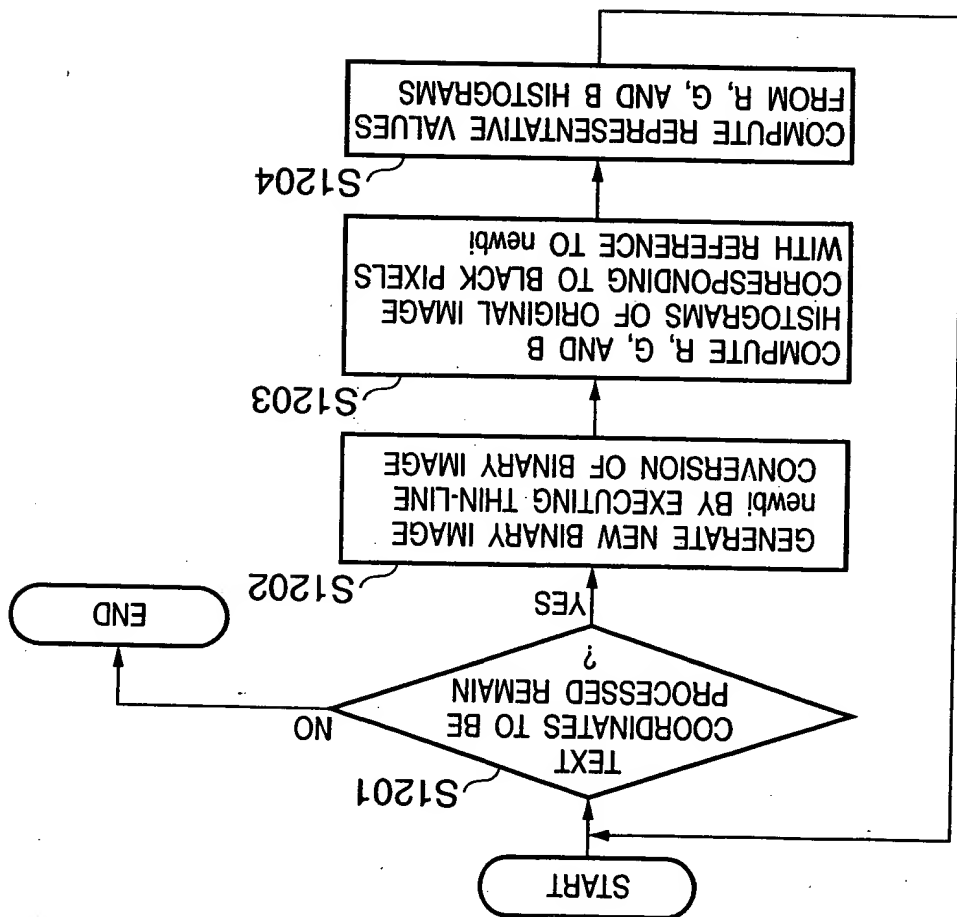 START
S1201
TEXT
COORDINATES TO BE
PROCESSED REMAIN
?
NO
END
YES
S1202
GENERATE NEW BINARY IMAGE
newbi BY EXECUTING THIN-LINE
CONVERSION OF BINARY IMAGE
S1203
COMPUTE R, G, AND B
HISTOGRAMS OF ORIGINAL IMAGE
CORRESPONDING TO BLACK PIXELS
WITH REFERENCE TO newbi
S1204
COMPUTE REPRESENTATIVE VALUES
FROM R, G, AND B HISTOGRAMS